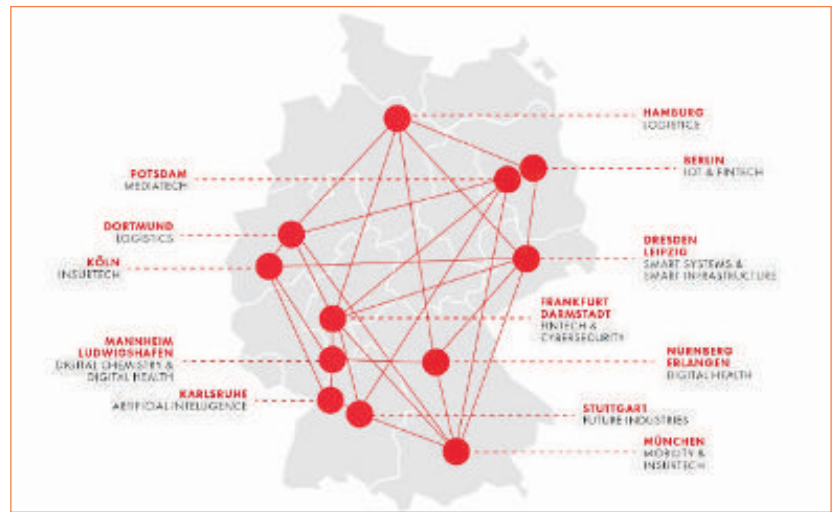 HAMBURG
LOGISTICS
BERLIN
IOT & FINTECH
POTSDAM
MEDIATECH
DORTMUND
LOGISTICS
KÖLN
INSURTECH
DRESDEN
LEIPZIG
SMART SYSTEMS &
SMART INFRASTRUCTURE
FRANKFURT
DARMSTADT
FINTECH &
CYBERSECURITY
MANNHEIM
LUDWIGSHAFEN
DIGITAL CHEMISTRY &
DIGITAL HEALTH
NÜRNBERG
ERLANGEN
DIGITAL HEALTH
KARLSRUHE
ARTIFICIAL INTELLIGENCE
STUTTGART
FUTURE INDUSTRIES
MÜNCHEN
MOBILITY &
INSURTECH